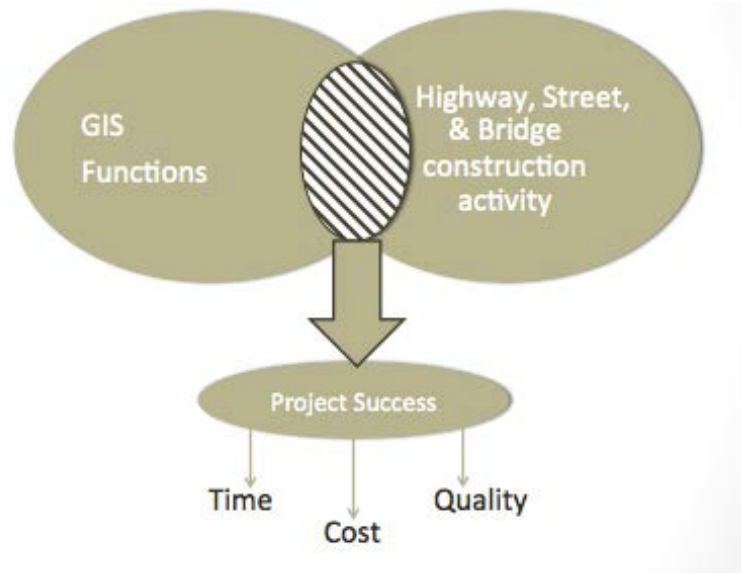 GIS
Functions
Highway, Street,
& Bridge
construction
activity
Project Success
Time
Cost
Quality